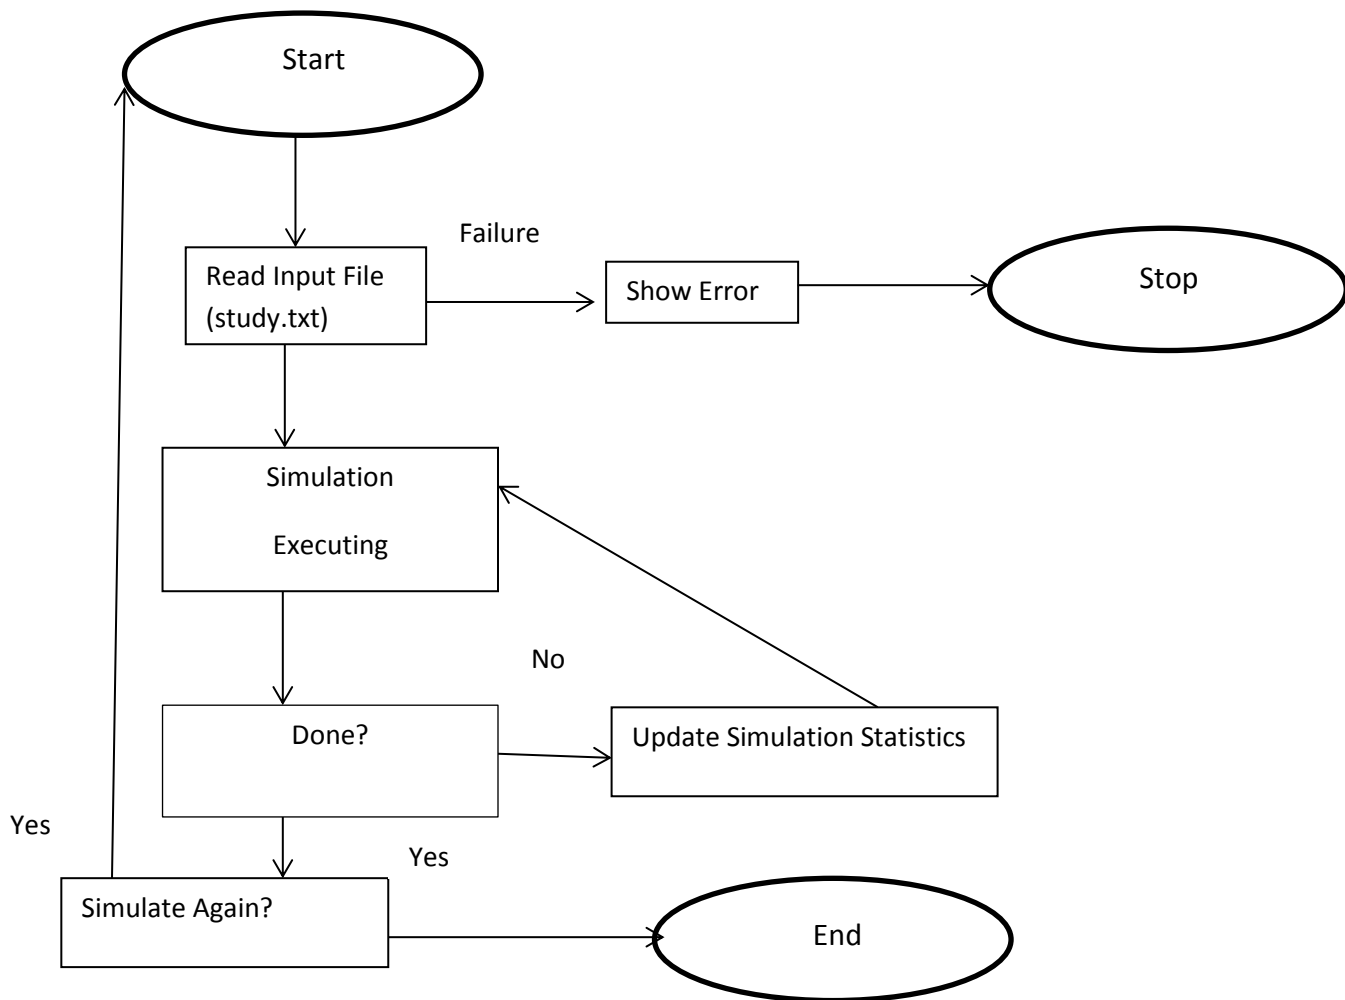 Start
Failure
Read Input File
(study.txt)
Show Error
Stop
Simulation
Executing
No
Done?
Update Simulation Statistics
Yes
Yes
Simulate Again?
End